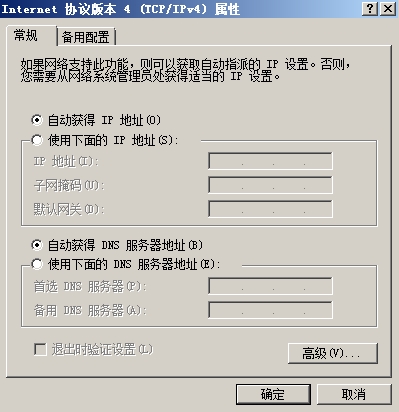 Internet 协议版本 4 (TCP/IPv4) 属性
常规 备用配置
如果网络支持此功能，则可以获取自动指派的 IP 设置。否则，
您需要从网络系统管理员处获得适当的 IP 设置。
自动获得 IP 地址(O)
使用下面的 IP 地址(S):
IP 地址(I):
子网掩码(U):
默认网关(D):
自动获得 DNS 服务器地址(B)
使用下面的 DNS 服务器地址(E):
首选 DNS 服务器(P):
备用 DNS 服务器(A):
退出时验证设置(L)
高级(V)...
确定 取消